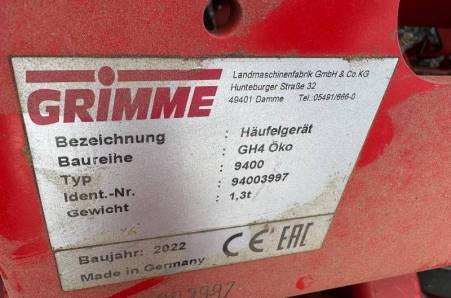 GRIMME
Landmaschinenfabrik GmbH & Co.KG
Hunteburger Straße 32
49401 Damme Tel.:05491/666-0
Bezeichnung : Häufelgerät
Baureihe : GH4 Öko
Typ : 9400
Ident.-Nr. : 94003997
Gewicht : 1,3t
Baujahr: 2022
Made in Germany
CE EAC
3997